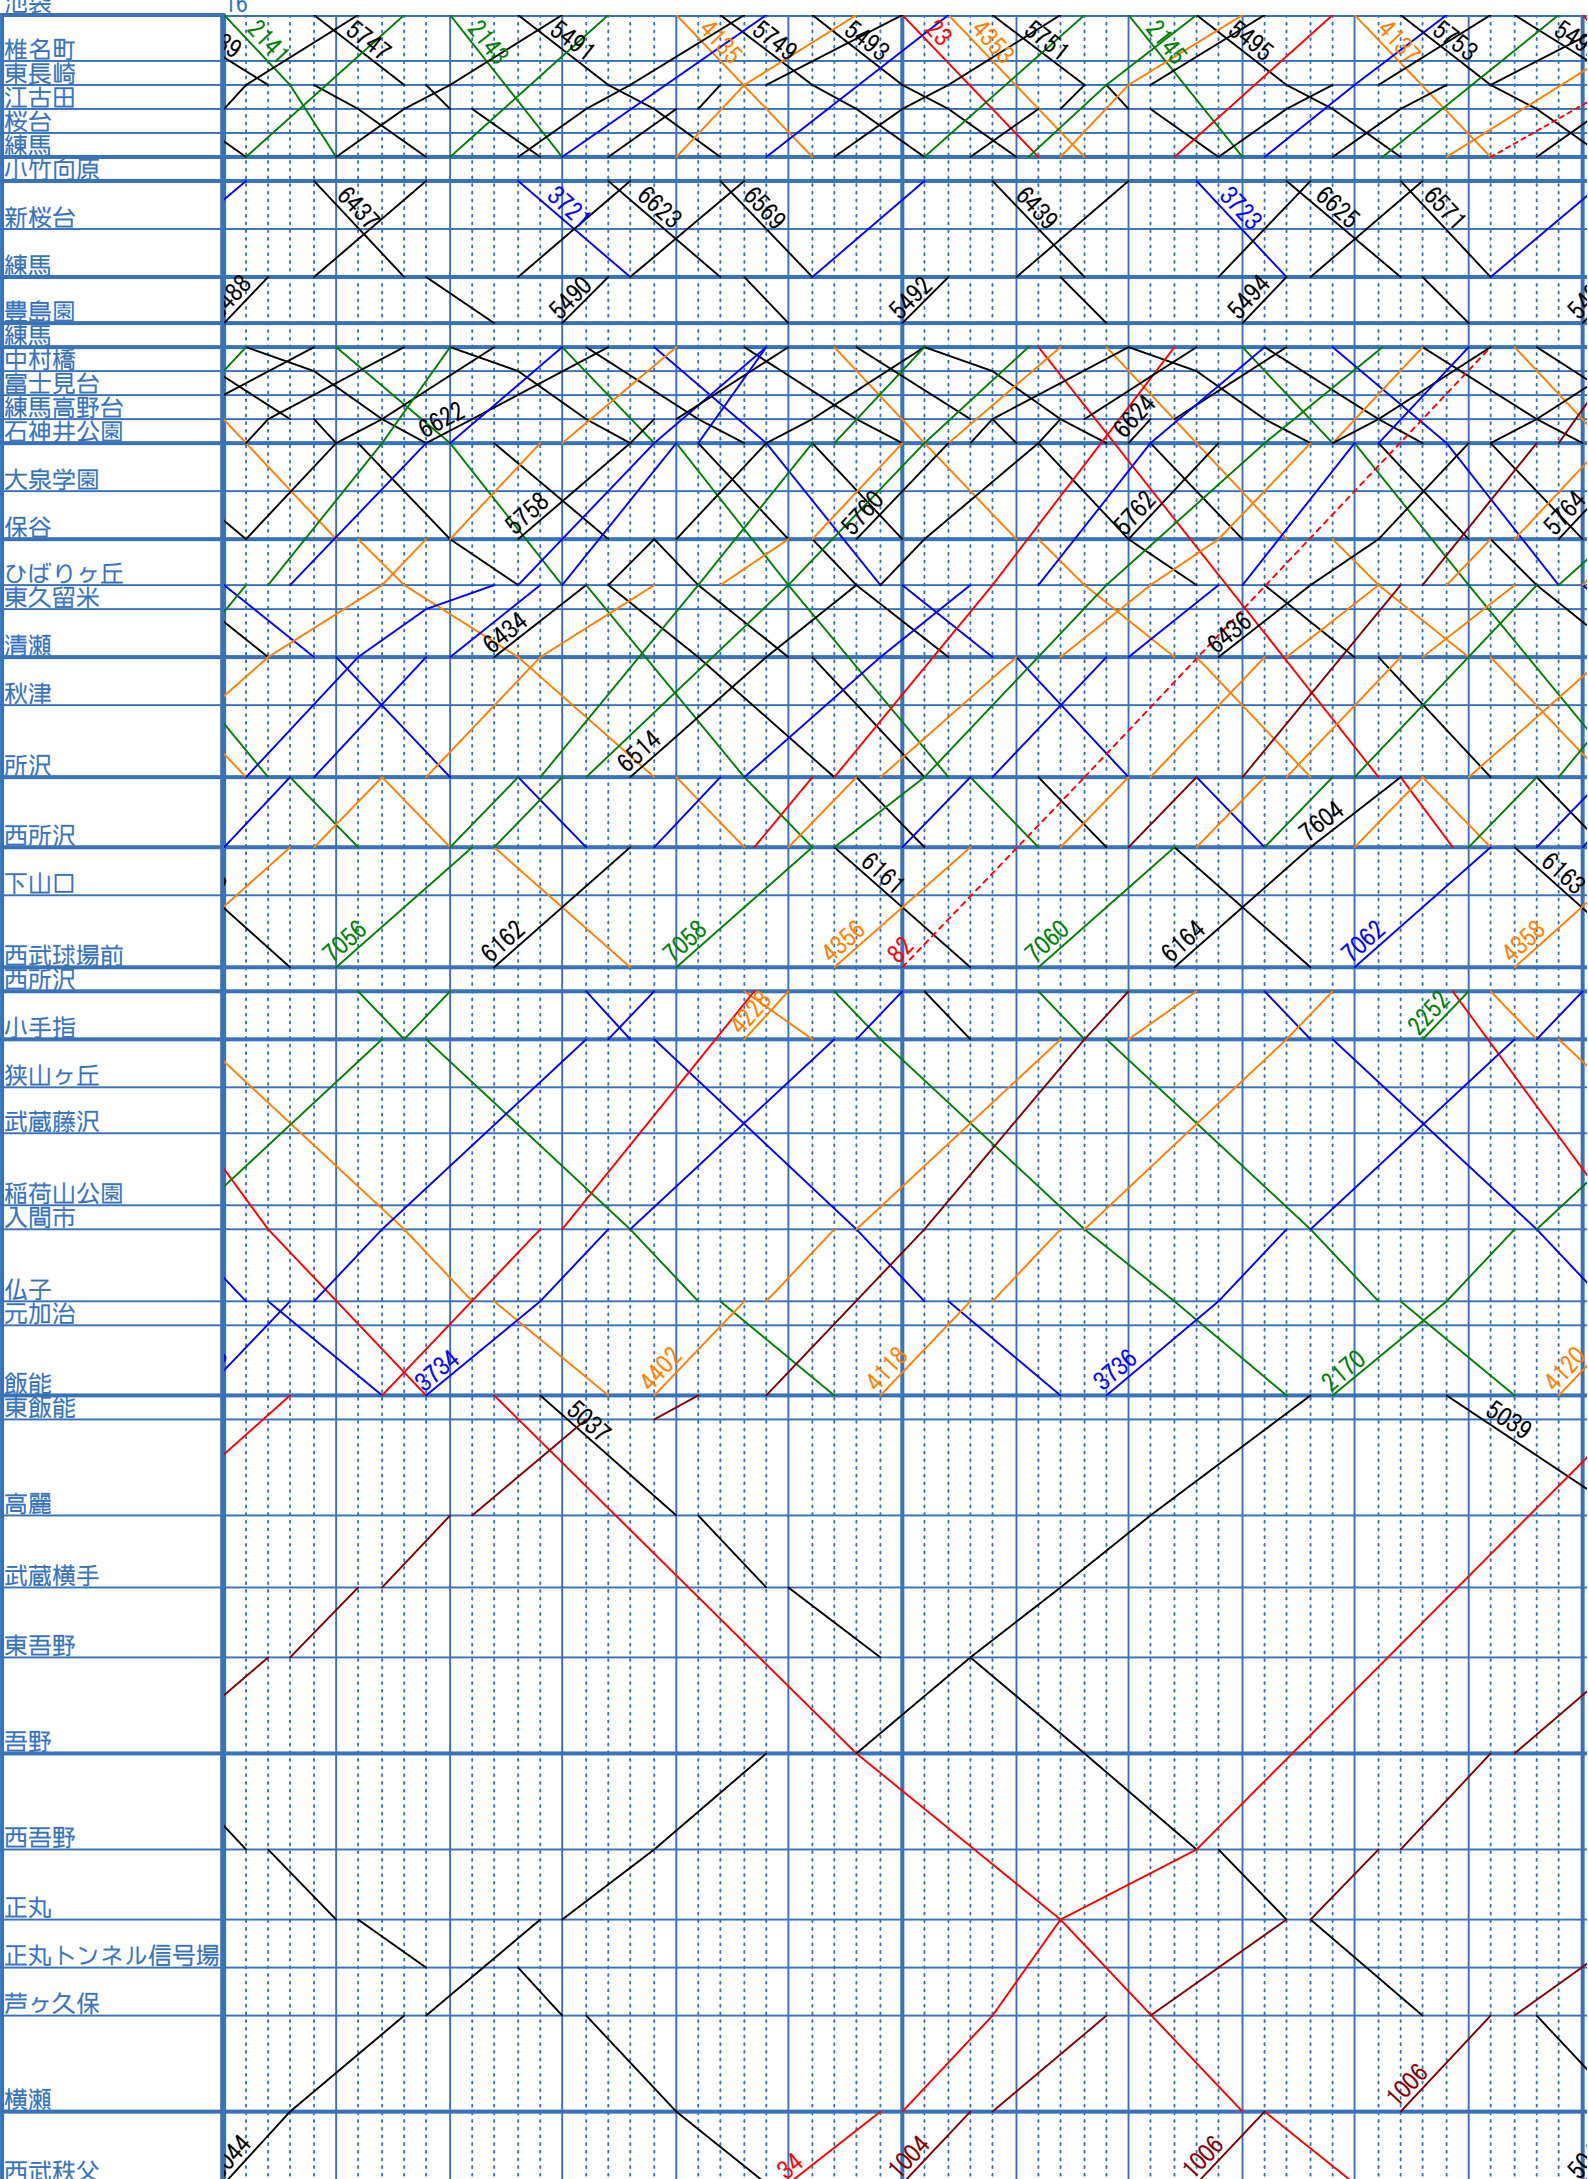 池袋 16
椎名町 2141 5747 2143 5491 4135 5749 5493 23 4353 5751 2145 5495 4137 5753
東長崎
江古田
桜台
練馬
小竹向原
新桜台 6437 3721 6623 6569 6439 3723 6625 6571
練馬
豊島園 5490 5492 5494
練馬
中村橋
富士見台
練馬高野台
石神井公園 6622 6624
大泉学園
保谷 5758 5760 5762 5764
ひばりヶ丘
東久留米
清瀬 6434 6436
秋津
所沢 6514
西所沢 7604
下山口 6161 6163
西武球場前 7056 6162 7058 4356 82 7060 6164 7062 4358
西所沢
小手指 4228 2252
狭山ヶ丘
武蔵藤沢
稲荷山公園
入間市
仏子
元加治
飯能 3734 4402 4118 3736 2170 4120
東飯能 5037 5039
高麗
武蔵横手
東吾野
吾野
西吾野
正丸
正丸トンネル信号場
芦ヶ久保
横瀬 1006
西武秩父 34 1004 1006